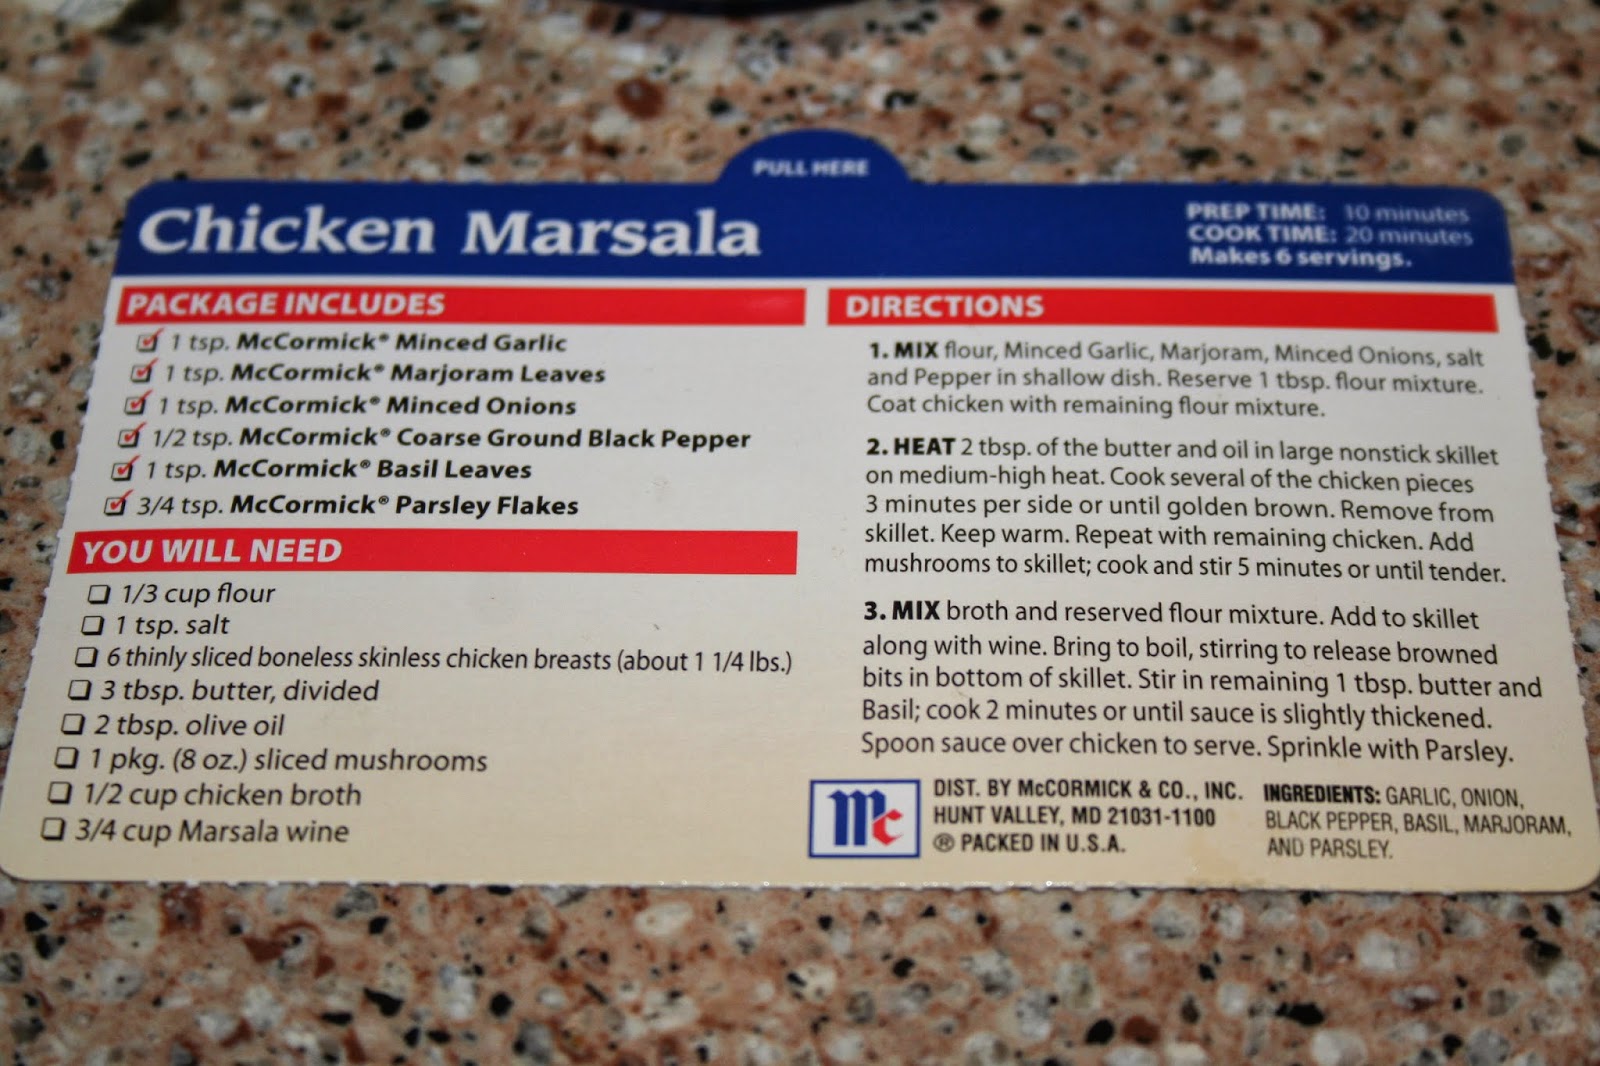 PULL HERE
Chicken Marsala
PREP TIME: 10 minutes
COOK TIME: 20 minutes
Makes 6 servings.
PACKAGE INCLUDES
1 tsp. McCormick® Minced Garlic
1 tsp. McCormick® Marjoram Leaves
1 tsp. McCormick® Minced Onions
1/2 tsp. McCormick® Coarse Ground Black Pepper
1 tsp. McCormick® Basil Leaves
3/4 tsp. McCormick® Parsley Flakes
YOU WILL NEED
1/3 cup flour
1 tsp. salt
6 thinly sliced boneless skinless chicken breasts (about 1 1/4 lbs.)
3 tbsp. butter, divided
2 tbsp. olive oil
1 pkg. (8 oz.) sliced mushrooms
1/2 cup chicken broth
3/4 cup Marsala wine
DIRECTIONS
1. MIX flour, Minced Garlic, Marjoram, Minced Onions, salt
and Pepper in shallow dish. Reserve 1 tbsp. flour mixture.
Coat chicken with remaining flour mixture.
2. HEAT 2 tbsp. of the butter and oil in large nonstick skillet
on medium-high heat. Cook several of the chicken pieces
3 minutes per side or until golden brown. Remove from
skillet. Keep warm. Repeat with remaining chicken. Add
mushrooms to skillet; cook and stir 5 minutes or until tender.
3. MIX broth and reserved flour mixture. Add to skillet
along with wine. Bring to boil, stirring to release browned
bits in bottom of skillet. Stir in remaining 1 tbsp. butter and
Basil; cook 2 minutes or until sauce is slightly thickened.
Spoon sauce over chicken to serve. Sprinkle with Parsley.
Mc
DIST. BY McCORMICK & CO., INC.
HUNT VALLEY, MD 21031-1100
® PACKED IN U.S.A.
INGREDIENTS: GARLIC, ONION,
BLACK PEPPER, BASIL, MARJORAM,
AND PARSLEY.